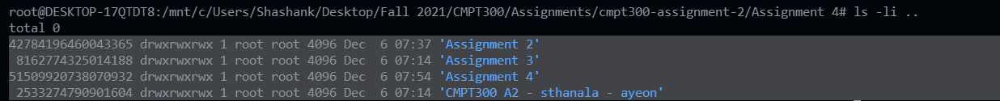 root@DESKTOP-17QTDT8:/mnt/c/Users/Shashank/Desktop/Fall 2021/CMPT300/Assignments/cmpt300-assignment-2/Assignment 4# ls -li ..
total 0
42784196460043365 drwxrwxrwx 1 root root 4096 Dec  6 07:37 'Assignment 2'
 8162774325014188 drwxrwxrwx 1 root root 4096 Dec  6 07:14 'Assignment 3'
51509920738070932 drwxrwxrwx 1 root root 4096 Dec  6 07:54 'Assignment 4'
 2533274790901604 drwxrwxrwx 1 root root 4096 Dec  6 07:14 'CMPT300 A2 - sthanala - ayeon'